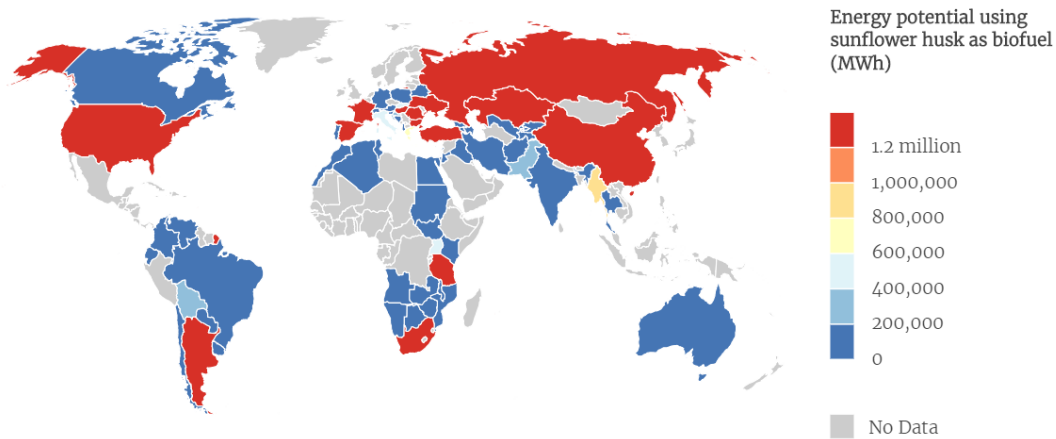 Energy potential using
sunflower husk as biofuel
(MWh)
1.2 million
1,000,000
800,000
600,000
400,000
200,000
0
No Data